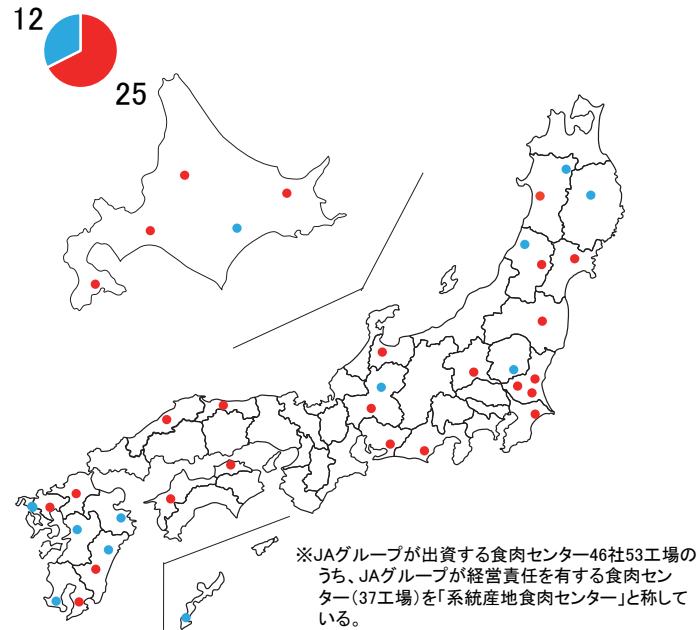 12
25
※JAグループが出資する食肉センター46社53工場の
うち、JAグループが経営責任を有する食肉セン
ター(37工場)を「系統産地食肉センター」と称して
いる。